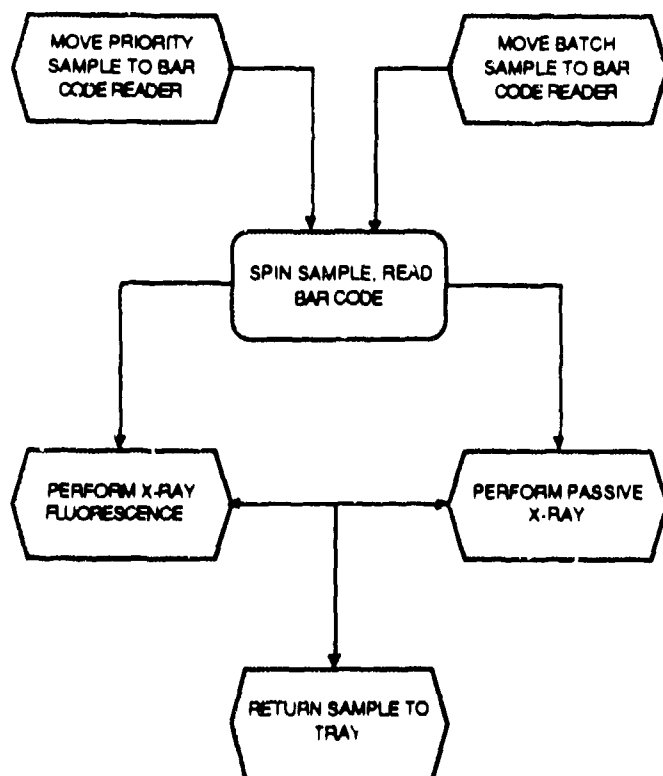 MOVE PRIORITY
SAMPLE TO BAR
CODE READER
MOVE BATCH
SAMPLE TO BAR
CODE READER
SPIN SAMPLE, READ
BAR CODE
PERFORM X-RAY
FLUORESCENCE
PERFORM PASSIVE
X-RAY
RETURN SAMPLE TO
TRAY